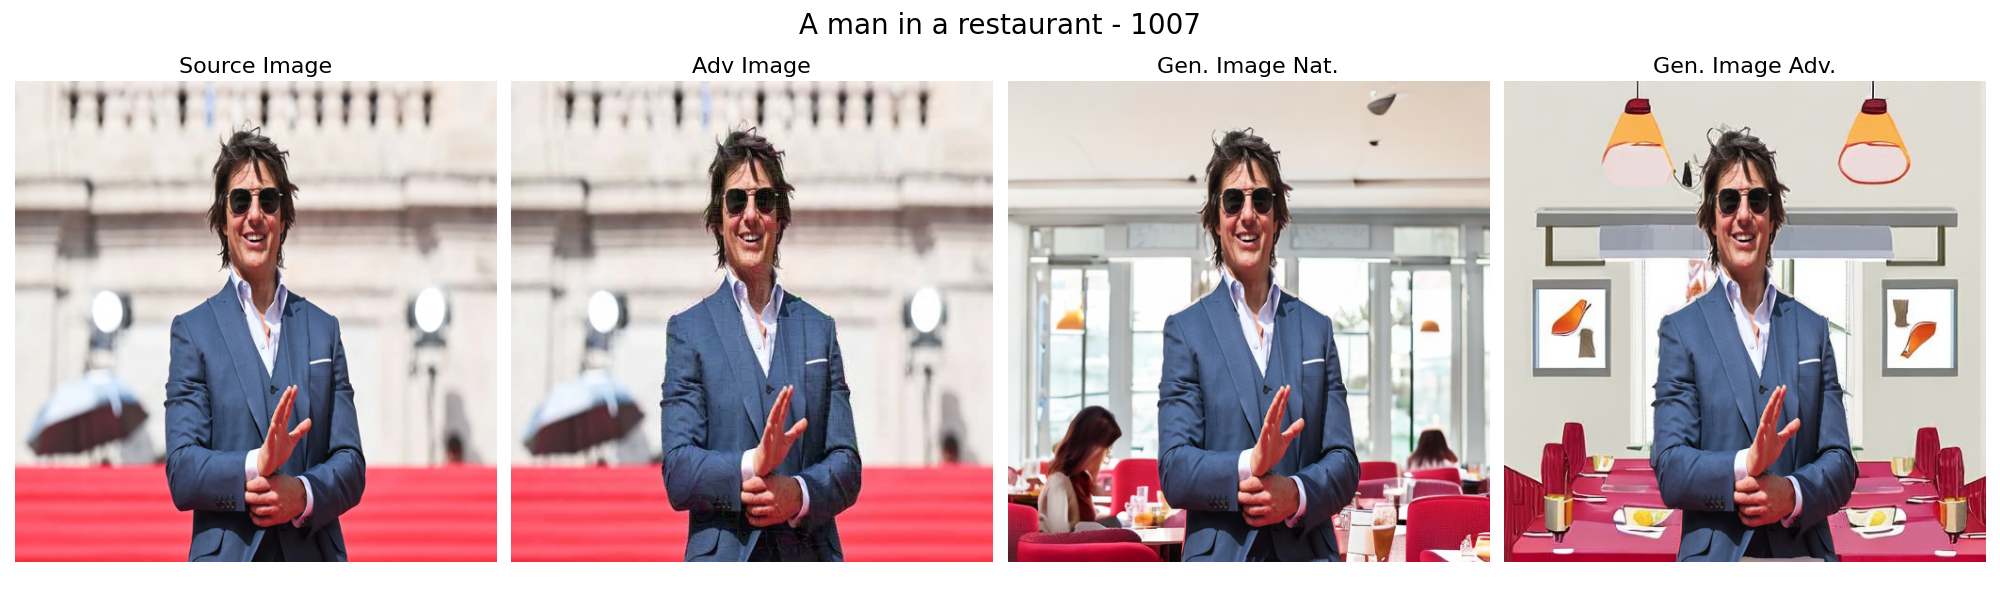 A man in a restaurant - 1007
Source Image
Adv Image
Gen. Image Nat.
Gen. Image Adv.